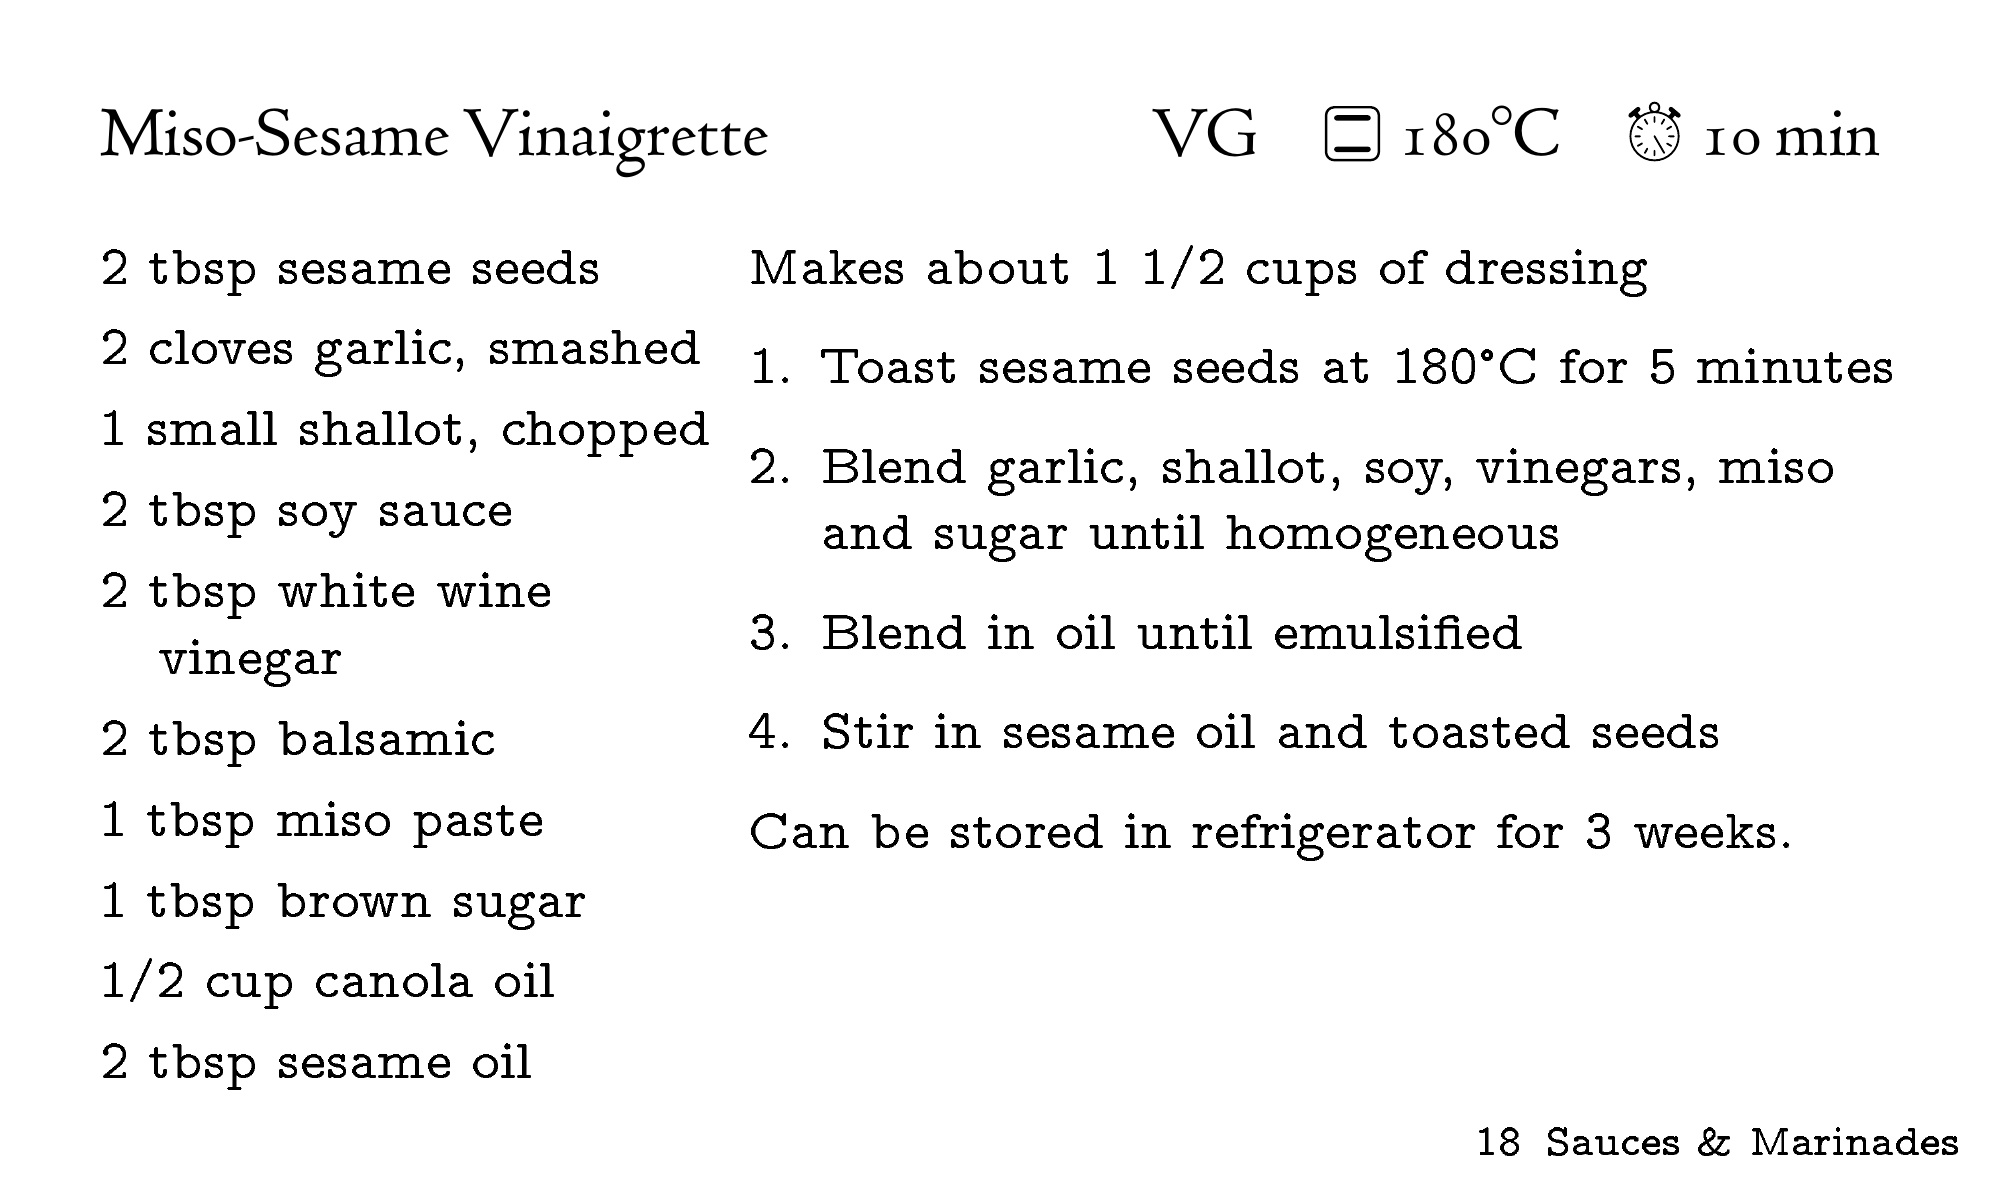 Miso-Sesame Vinaigrette
VG 180°C 10 min
2 tbsp sesame seeds
2 cloves garlic, smashed
1 small shallot, chopped
2 tbsp soy sauce
2 tbsp white wine
vinegar
2 tbsp balsamic
1 tbsp miso paste
1 tbsp brown sugar
1/2 cup canola oil
2 tbsp sesame oil
Makes about 1 1/2 cups of dressing
1. Toast sesame seeds at 180°C for 5 minutes
2. Blend garlic, shallot, soy, vinegars, miso
and sugar until homogeneous
3. Blend in oil until emulsified
4. Stir in sesame oil and toasted seeds
Can be stored in refrigerator for 3 weeks.
18 Sauces & Marinades